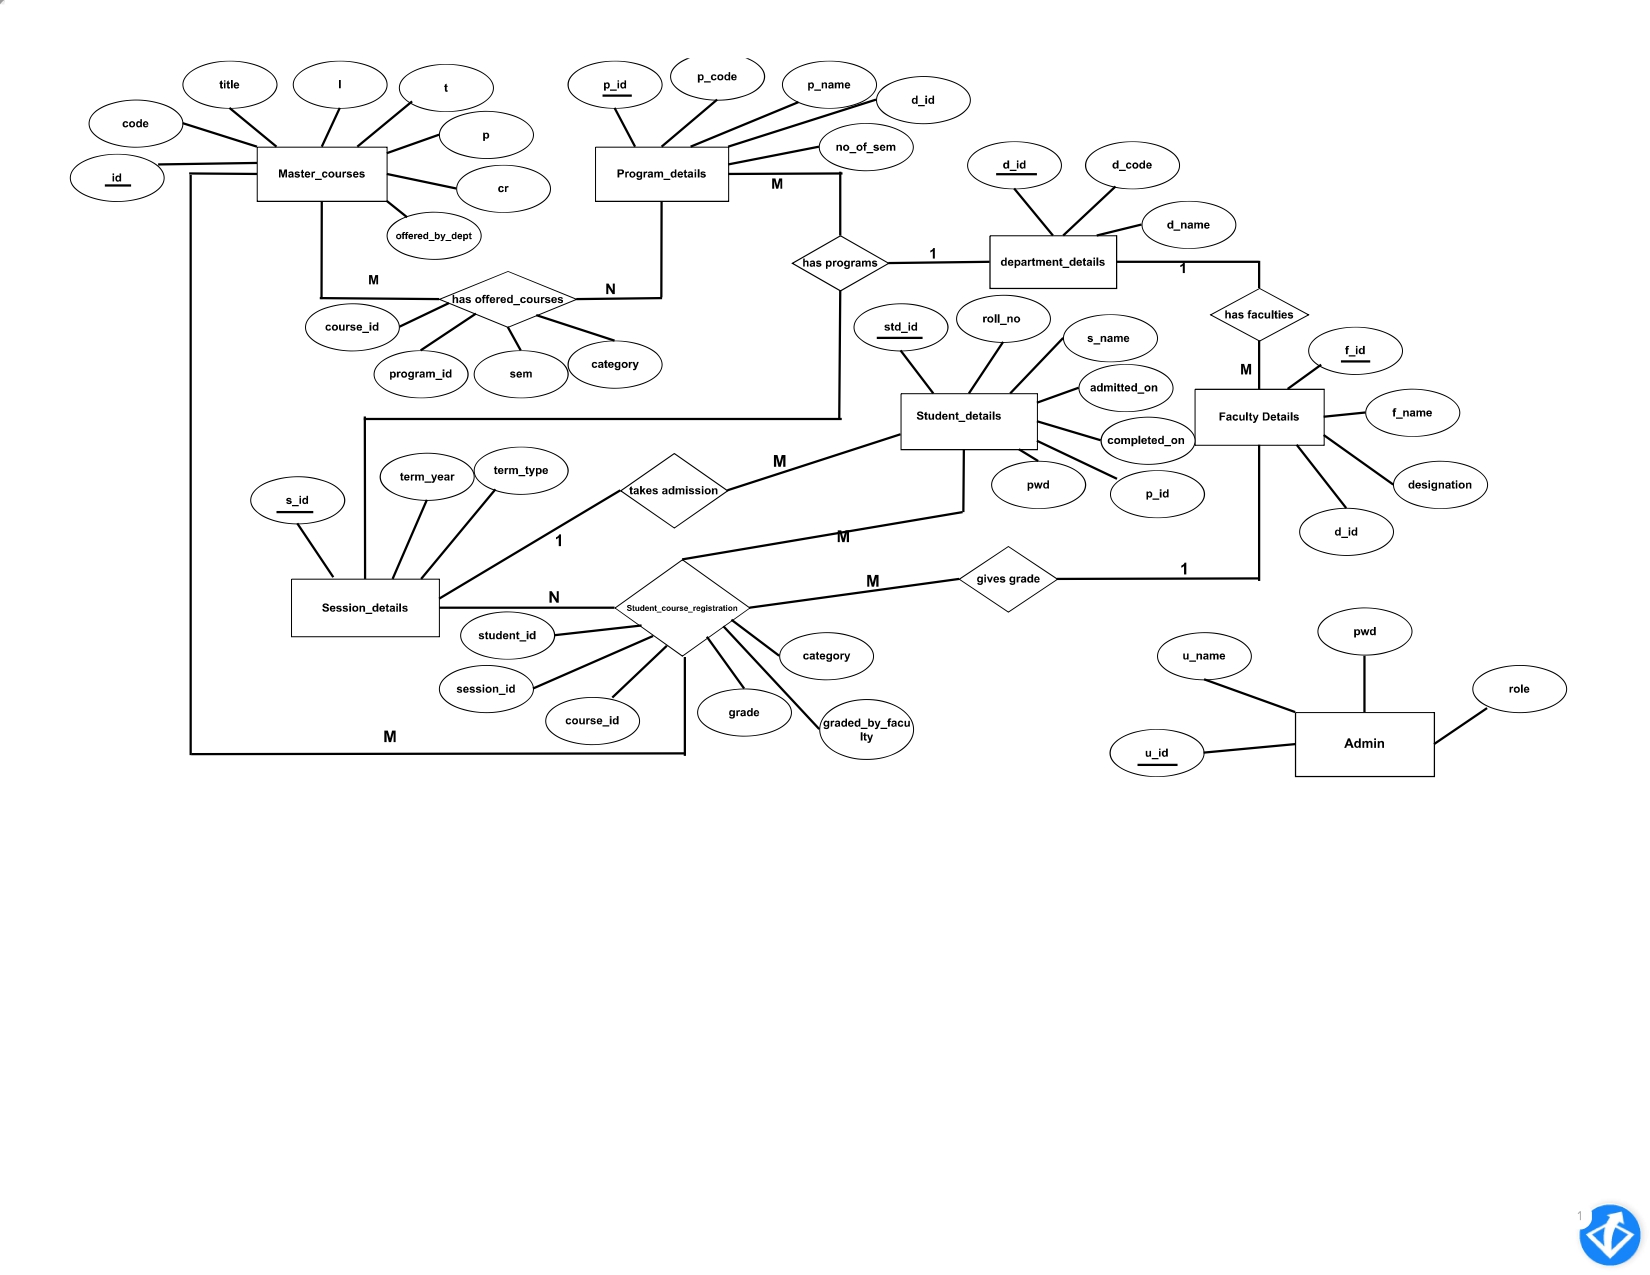 title
l
t
p_id
p_code
p_name
d_id
code
p
no_of_sem
id
Master_courses
cr
Program_details
M
d_id
d_code
offered_by_dept
d_name
has programs
1
department_details
1
M
N
has offered_courses
course_id
program_id
sem
category
has faculties
M
std_id
roll_no
s_name
admitted_on
Student_details
completed_on
pwd
p_id
f_id
Faculty Details
f_name
designation
d_id
s_id
term_year
term_type
takes admission
M
1
M
Session_details
N
Student_course_registration
M
gives grade
1
student_id
session_id
course_id
grade
graded_by_facu
lty
category
M
u_name
pwd
role
Admin
u_id
1